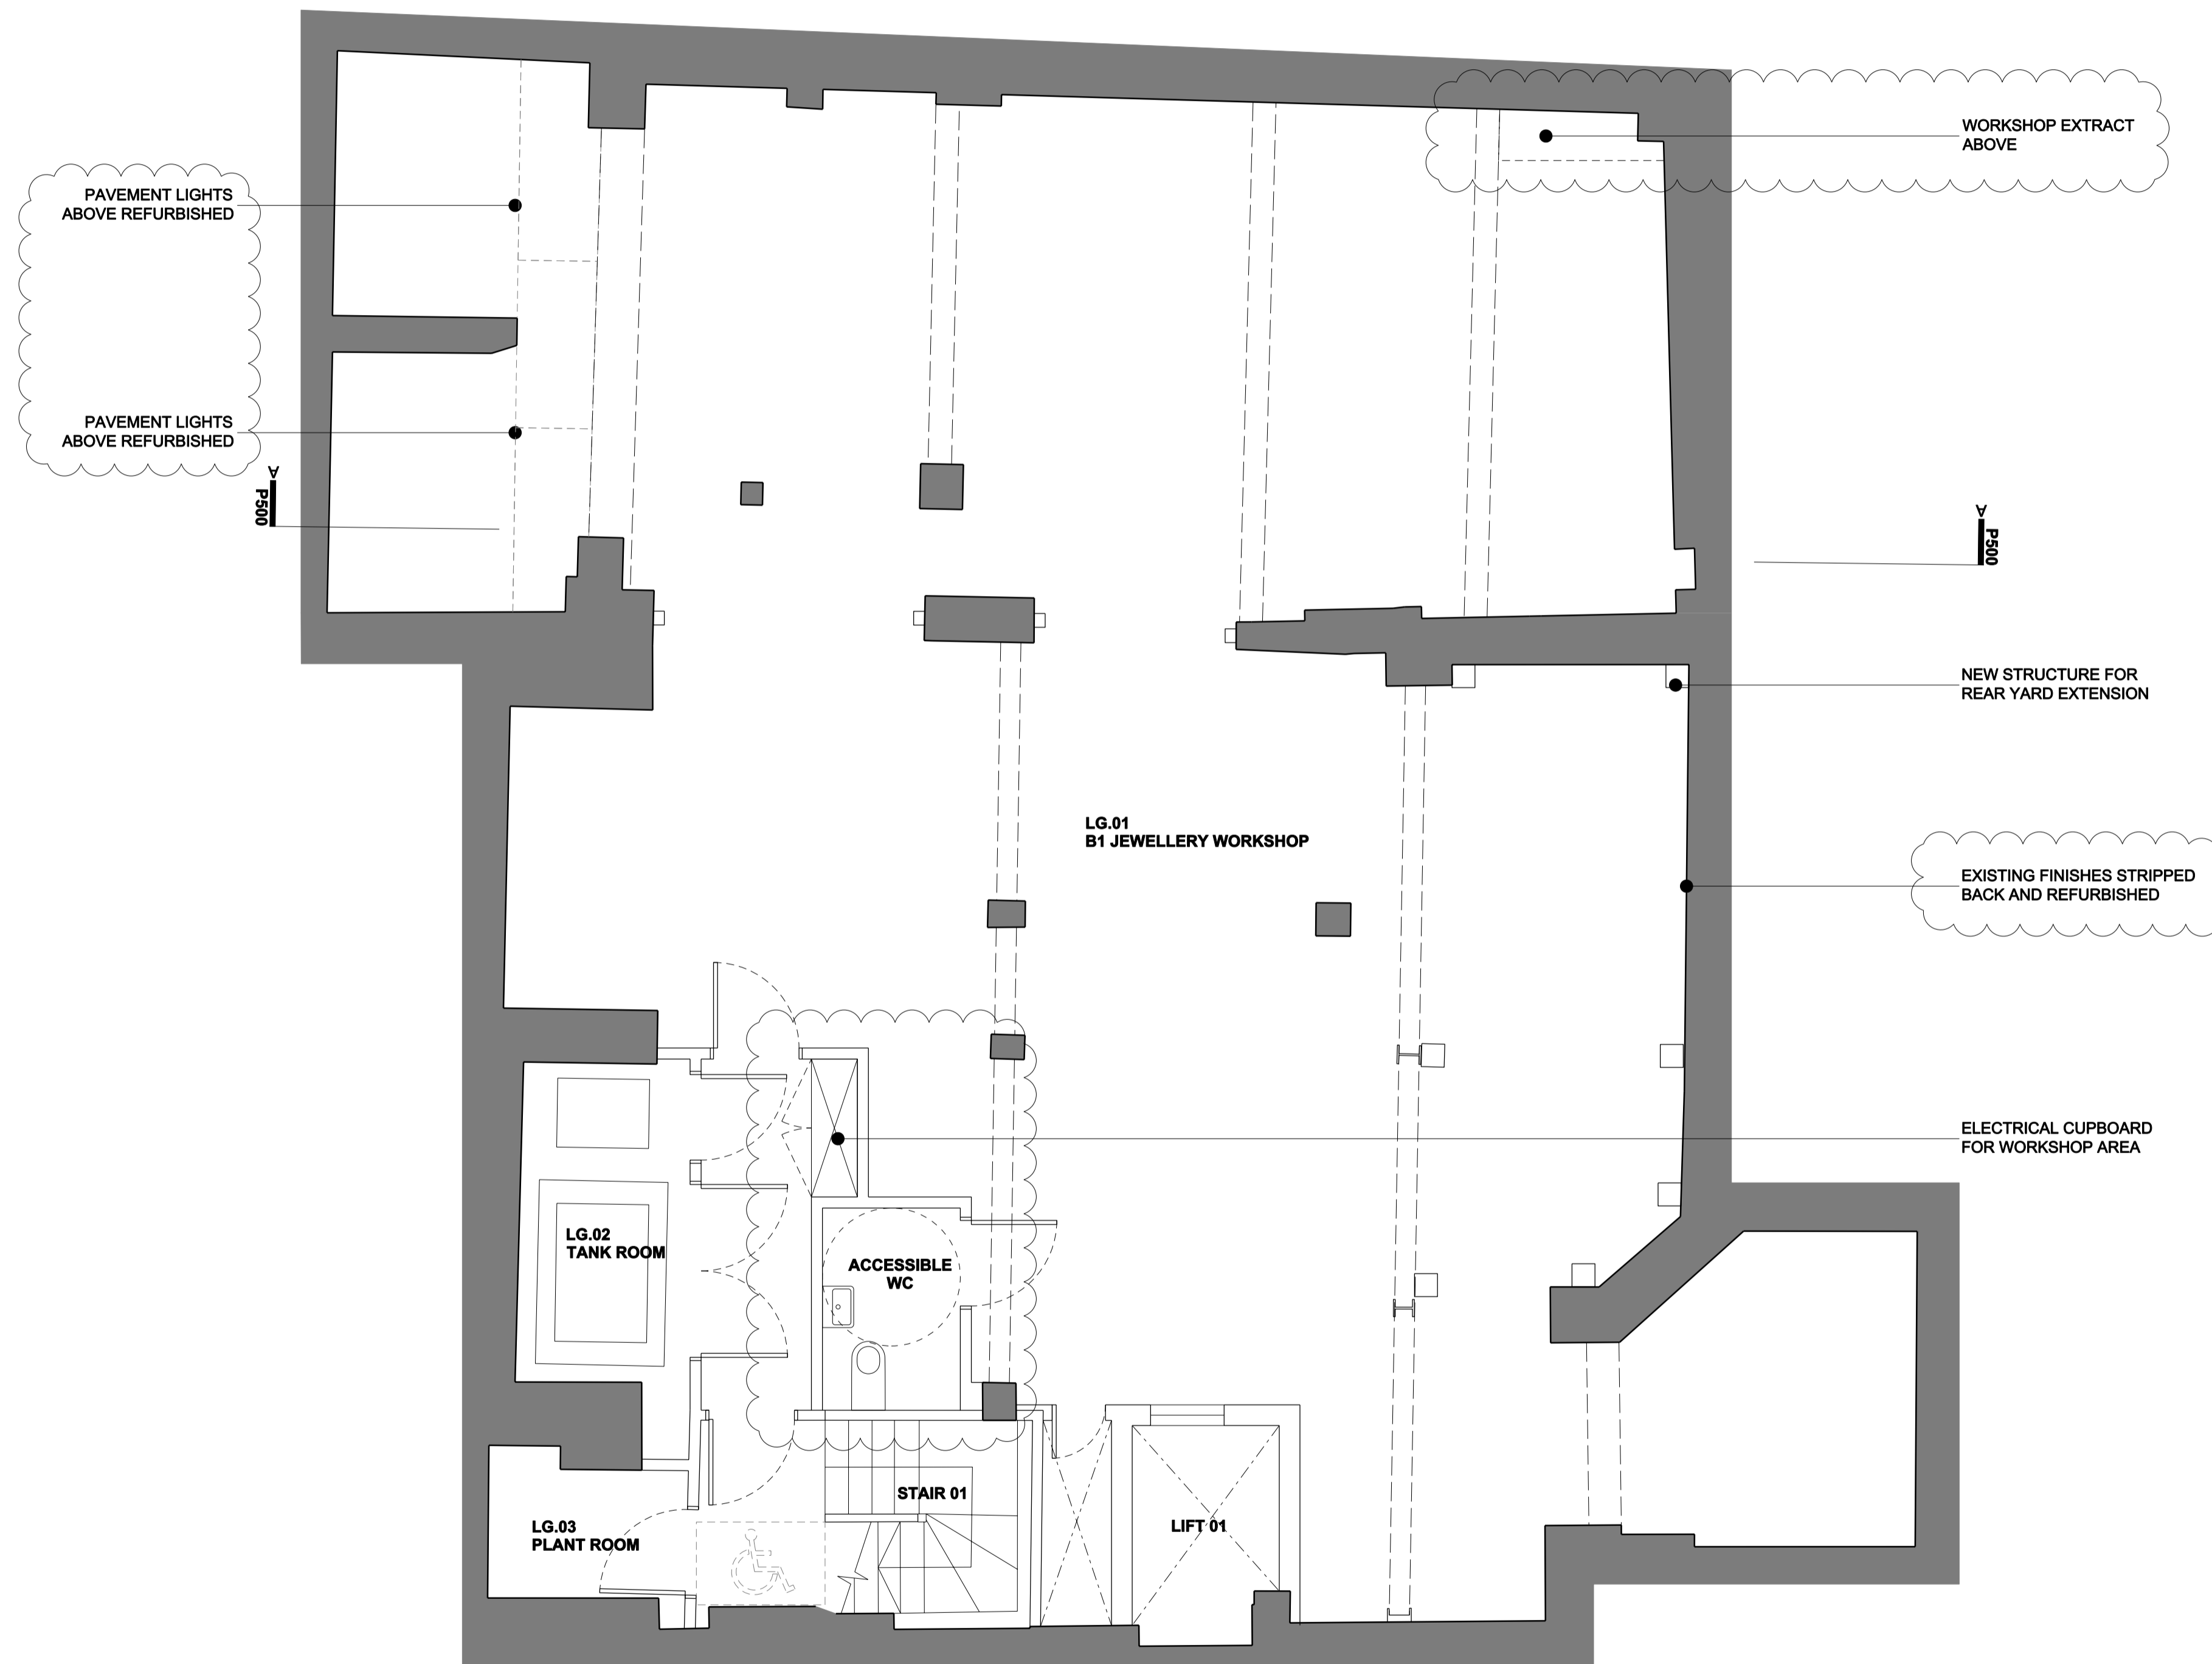 WORKSHOP EXTRACT
ABOVE
PAVEMENT LIGHTS
ABOVE REFURBISHED
PAVEMENT LIGHTS
ABOVE REFURBISHED
A
P500
A
P500
NEW STRUCTURE FOR
REAR YARD EXTENSION
LG.01
B1 JEWELLERY WORKSHOP
EXISTING FINISHES STRIPPED
BACK AND REFURBISHED
ELECTRICAL CUPBOARD
FOR WORKSHOP AREA
LG.02
TANK ROOM
ACCESSIBLE
WC
STAIR 01
LIFT 01
LG.03
PLANT ROOM